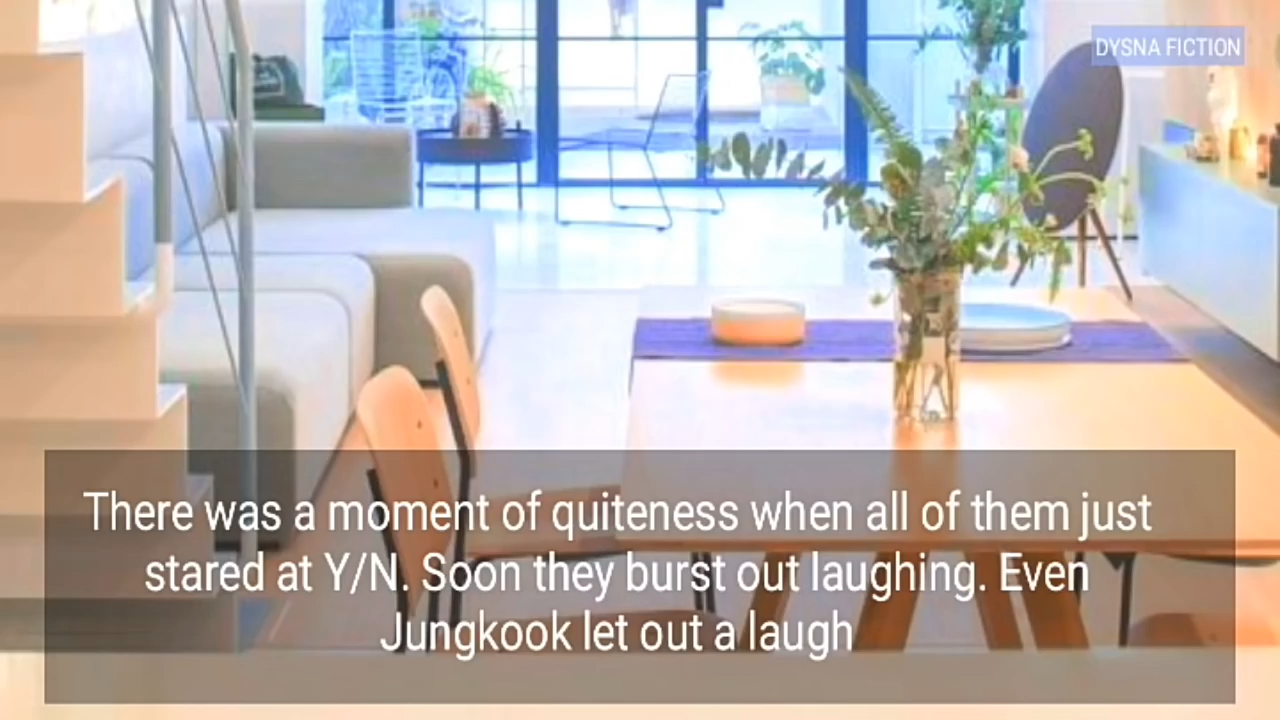 DYSNA FICTION
There was a moment of quiteness when all of them just
stared at Y/N. Soon they burst out laughing. Even
Jungkook let out a laugh